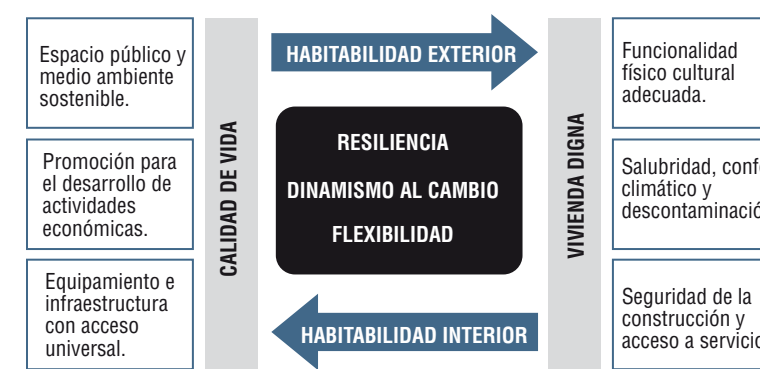 Espacio público y
medio ambiente
sostenible.
Promoción para
el desarrollo de
actividades
económicas.
Equipamiento e
infraestructura
con acceso
universal.
CALIDAD DE VIDA
HABITABILIDAD EXTERIOR
RESILIENCIA
DINAMISMO AL CAMBIO
FLEXIBILIDAD
HABITABILIDAD INTERIOR
VIVIENDA DIGNA
Funcionalidad
físico cultural
adecuada.
Salubridad,
climático y
Seguridad de la
construcción y
acceso a